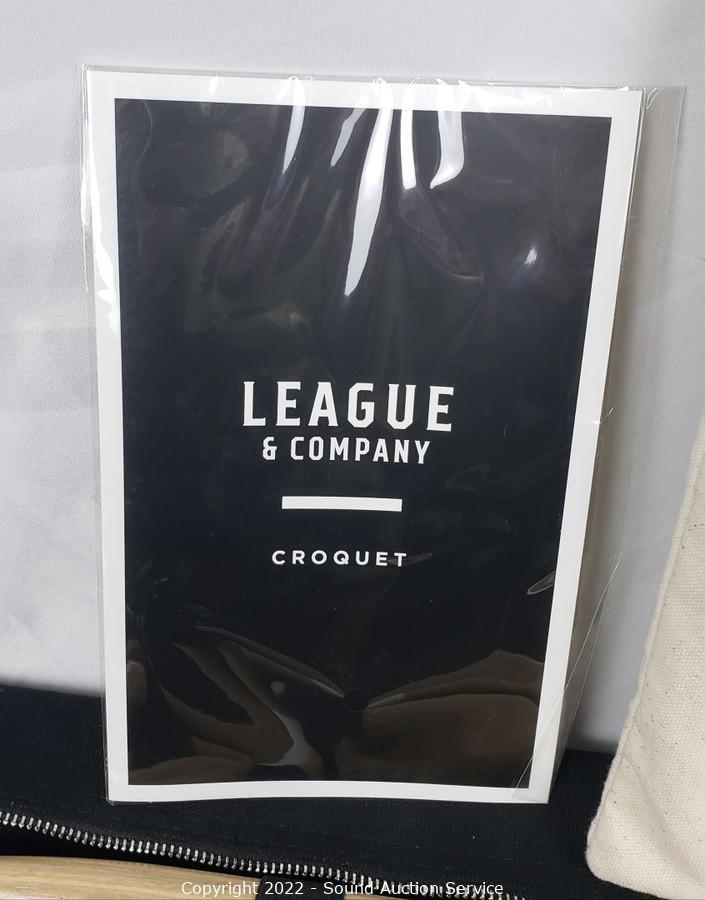 LEAGUE
& COMPANY
CROQUET
Copyright 2022 - Sound Auction Service